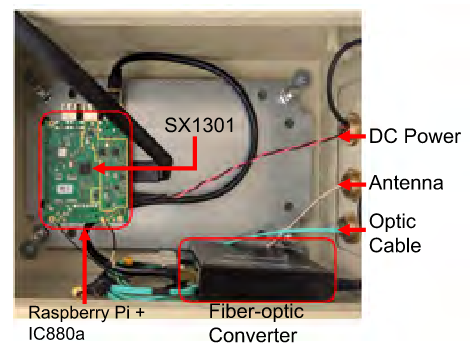 SX1301
DC Power
Antenna
Optic
Cable
Raspberry Pi +
IC880a
Fiber-optic
Converter